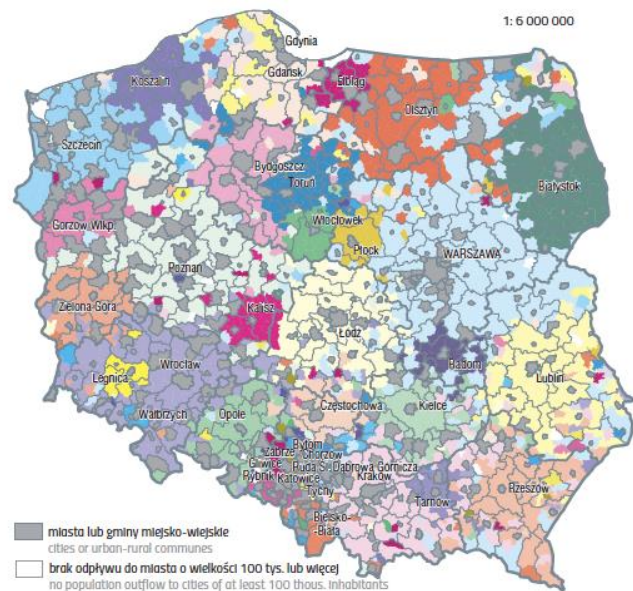 1: 6 000 000
Gdynia
Gdańsk
Koszalin
Elbląg
Olsztyn
Szczecin
Bydgoszcz
Toruń
Białystok
Gorzów Wlkp.
Włocławek
Płock
Poznań
WARSZAWA
Zielona Góra
Kalisz
Łódź
Radom
Legnica
Wrocław
Lublin
Wałbrzych
Opole
Częstochowa
Kielce
Bytom
Zabrze
Chorzów
Gliwice
Ruda Ś.
Dąbrowa Górnicza
Rybnik
Katowice
Kraków
Tychy
Tarnów
Rzeszów
Bielsko-
Biała
miasta lub gminy miejsko-wiejskie
cities or urban-rural communes
brak odpływu do miasta o wielkości 100 tys. lub więcej
no population outflow to cities of at least 100 thous. inhabitants